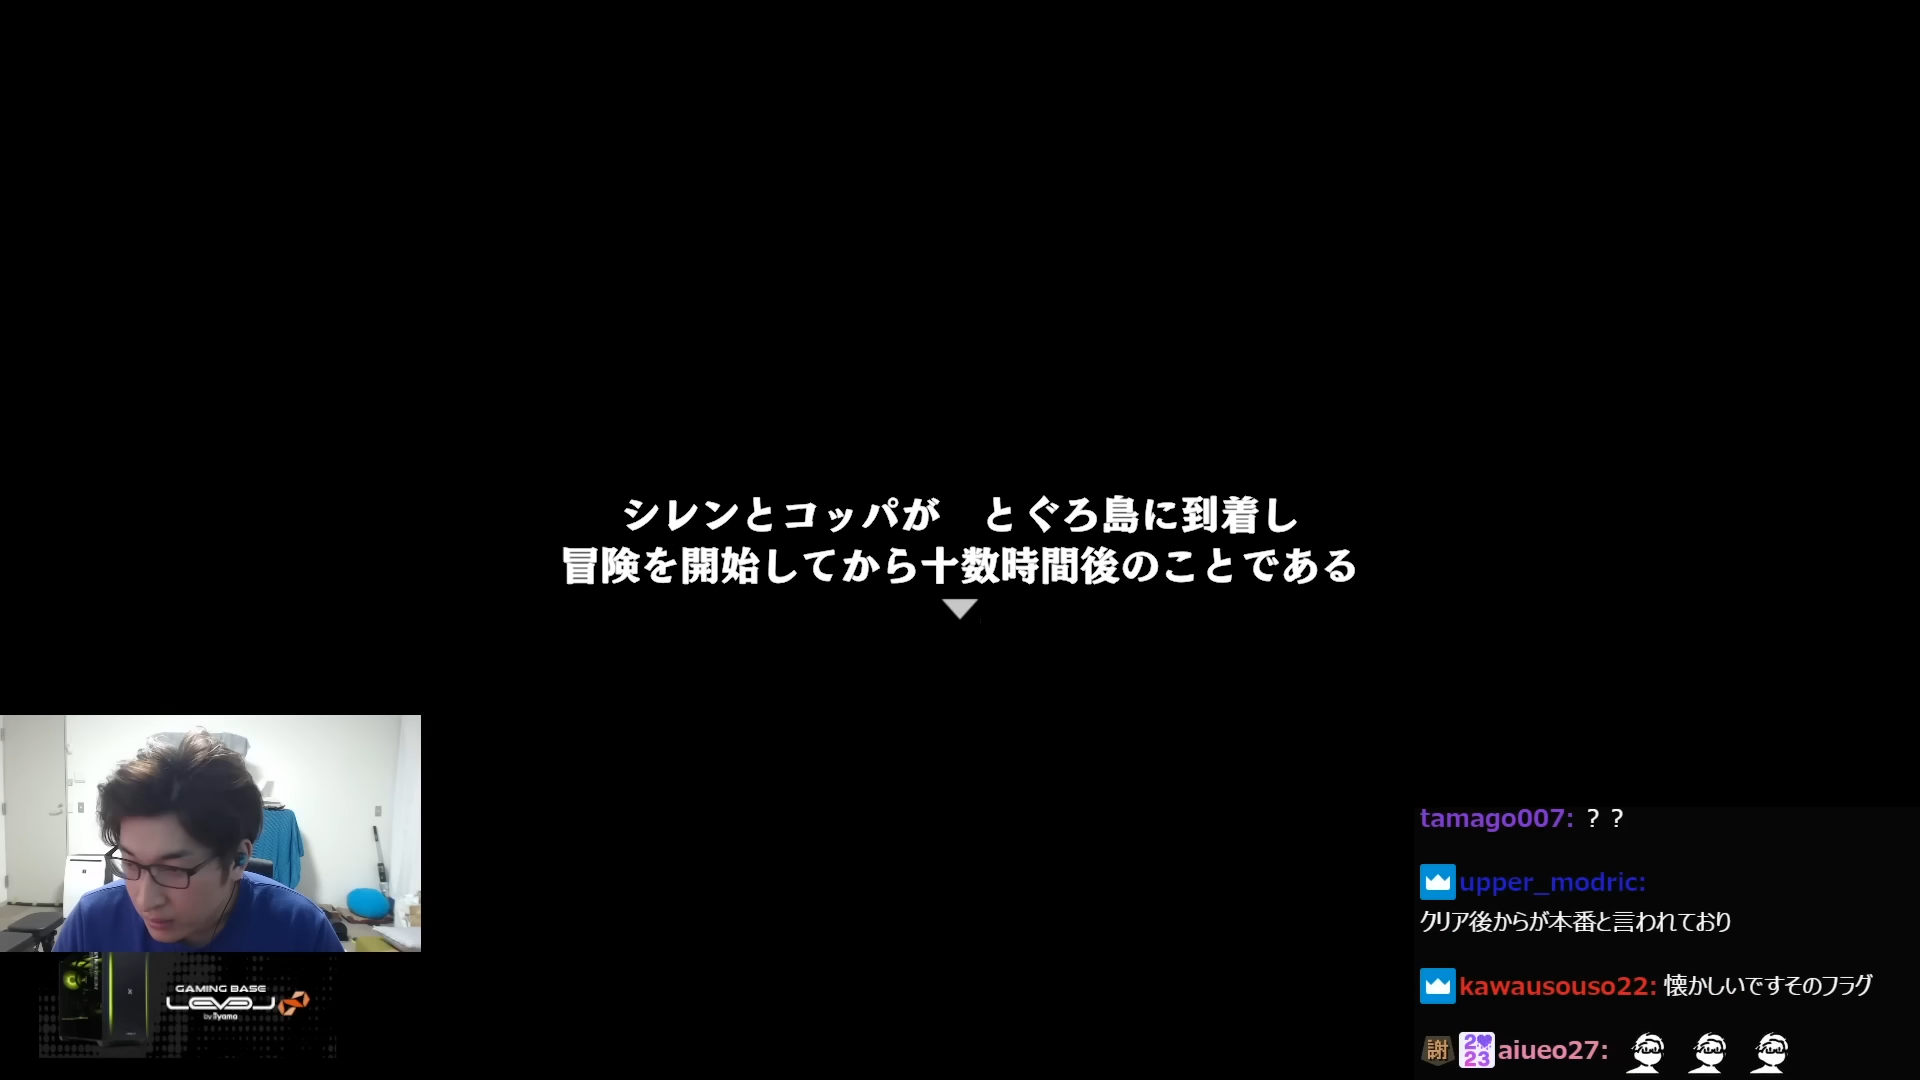 シレンとコッパが　とぐろ島に到着し
冒険を開始してから十数時間後のことである
tamago007: ？？
upper_modric:
クリア後からが本番と言われており
kawausouso22: 懐かしいですそのフラグ
謝 2023 aiueo27:
GAMING BASE
LEVEL∞
by iiyama